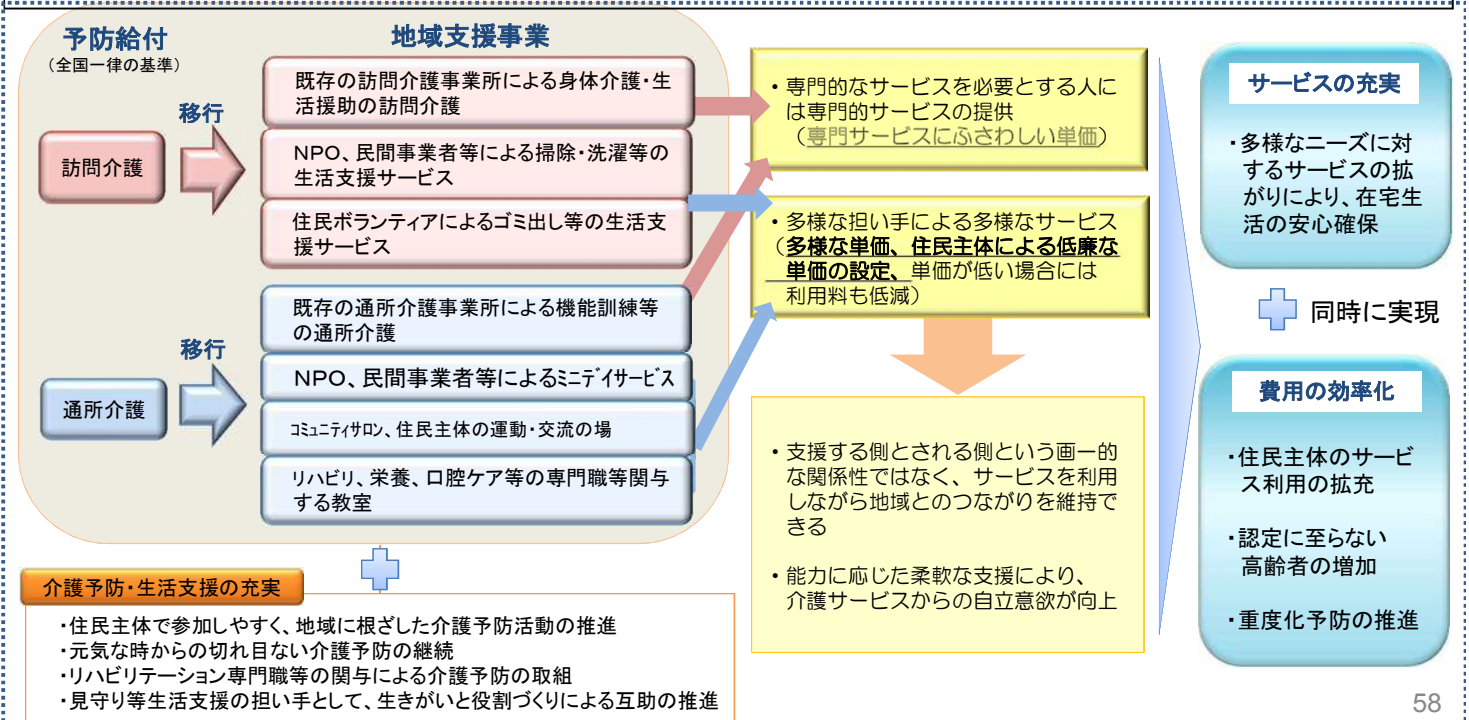 予防給付
（全国一律の基準）
地域支援事業
移行
訪問介護
既存の訪問介護事業所による身体介護・生
活援助の訪問介護
NPO、民間事業者等による掃除・洗濯等の
生活支援サービス
住民ボランティアによるゴミ出し等の生活支
援サービス
移行
通所介護
既存の通所介護事業所による機能訓練等
の通所介護
NPO、民間事業者等によるミニデイサービス
コミュニティサロン、住民主体の運動・交流の場
リハビリ、栄養、口腔ケア等の専門職等関与
する教室
・専門的なサービスを必要とする人に
は専門的サービスの提供
（専門サービスにふさわしい単価）
・多様な担い手による多様なサービス
（多様な単価、住民主体による低廉な
単価の設定、単価が低い場合には
利用料も低減）
・支援する側とされる側という画一的
な関係性ではなく、サービスを利用
しながら地域とのつながりを維持で
きる
・能力に応じた柔軟な支援により、
介護サービスからの自立意欲が向上
サービスの充実
・多様なニーズに対
するサービスの拡
がりにより、在宅生
活の安心確保
同時に実現
費用の効率化
・住民主体のサービ
ス利用の拡充
・認定に至らない
高齢者の増加
・重度化予防の推進
介護予防・生活支援の充実
・住民主体で参加しやすく、地域に根ざした介護予防活動の推進
・元気な時からの切れ目ない介護予防の継続
・リハビリテーション専門職等の関与による介護予防の取組
・見守り等生活支援の担い手として、生きがいと役割づくりによる互助の推進
58